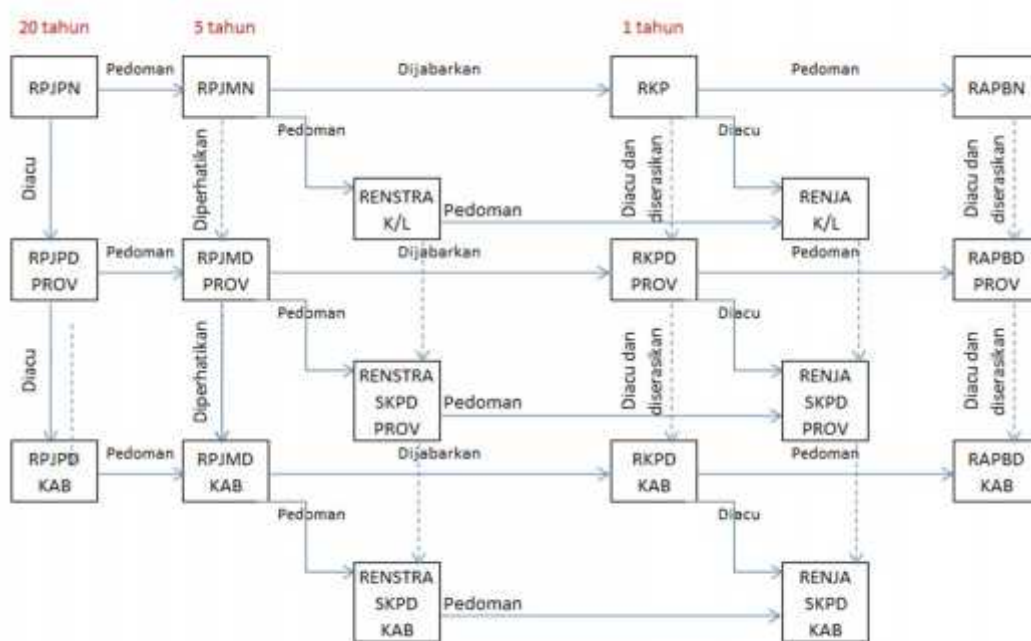 20 tahun
5 tahun
1 tahun
RPJPN
Pedoman
RPJMN
Dijabarkan
RKP
Pedoman
RAPBN
Diacu
Diperhatikan
Pedoman
Diacu dan
diserasikan
Diacu
Diacu dan
diserasikan
RENSTRA
K/L
Pedoman
RENJA
K/L
RPJPD
PROV
Pedoman
RPJMD
PROV
Dijabarkan
RKPD
PROV
Pedoman
RAPBD
PROV
Diacu
Diperhatikan
Pedoman
Diacu dan
diserasikan
Diacu
Diacu dan
diserasikan
RENSTRA
SKPD
PROV
Pedoman
RENJA
SKPD
PROV
RPJPD
KAB
Pedoman
RPJMD
KAB
Dijabarkan
RKPD
KAB
Pedoman
RAPBD
KAB
Pedoman
Diacu
RENSTRA
SKPD
KAB
Pedoman
RENJA
SKPD
KAB